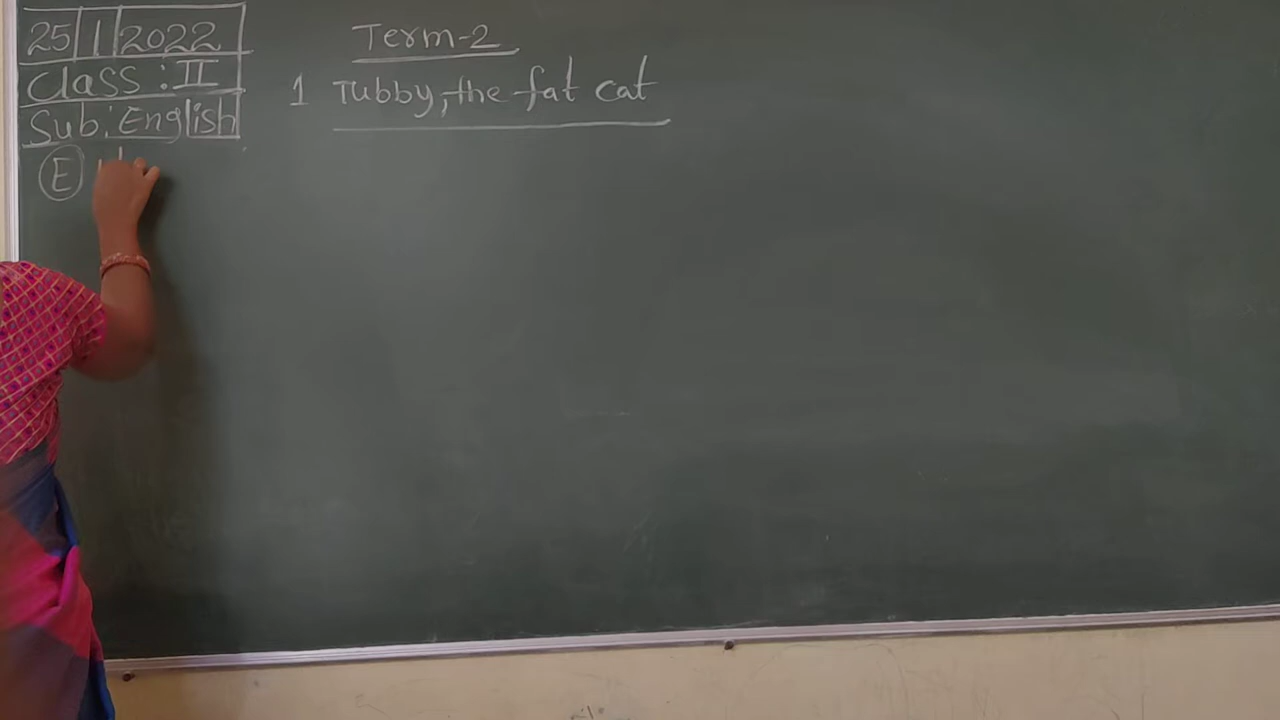 25/1/2022
Class : II
Sub: English
Term-2
1 Tubby, the fat cat
E